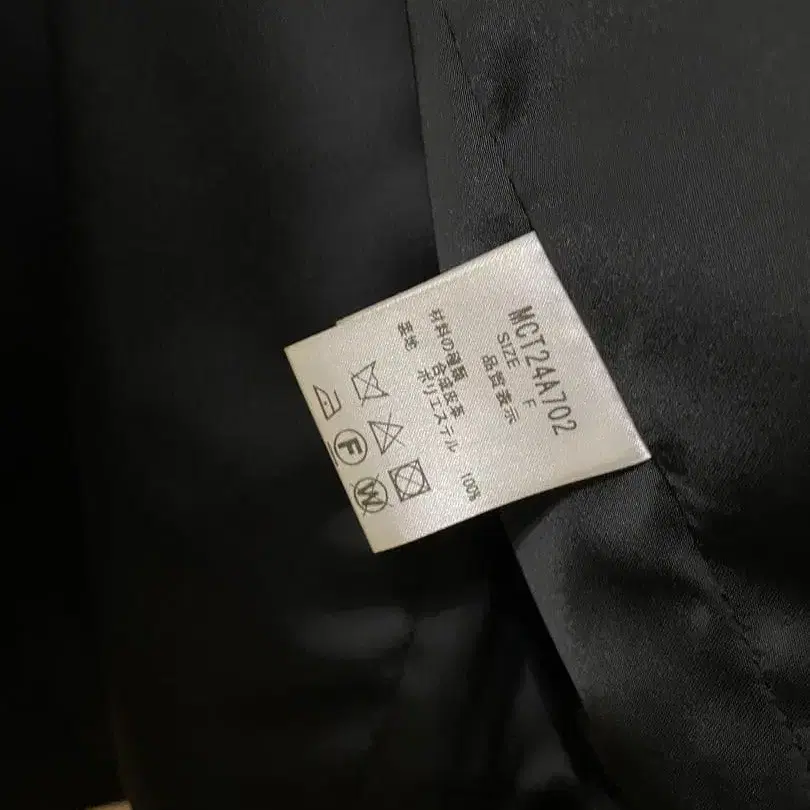 MCT24A702
SIZE F
品質表示
材料の種類 合成皮革
裏地 ポリエステル 100%
F
W